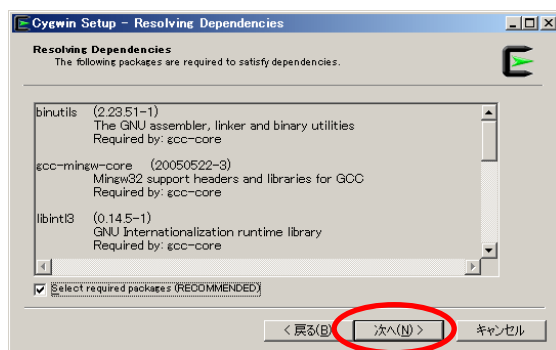 Cygwin Setup - Resolving Dependencies
Resolving Dependencies
The following packages are required to satisfy dependencies.
binutils (2.23.51-1)
The GNU assembler, linker and binary utilities
Required by: gcc-core
gcc-mingw-core (20050522-3)
Mingw32 support headers and libraries for GCC
Required by: gcc-core
libintl3 (0.14.5-1)
GNU Internationalization runtime library
Required by: gcc-core
Select required packages (RECOMMENDED)
< 戻る(B) 次へ(N) > キャンセル